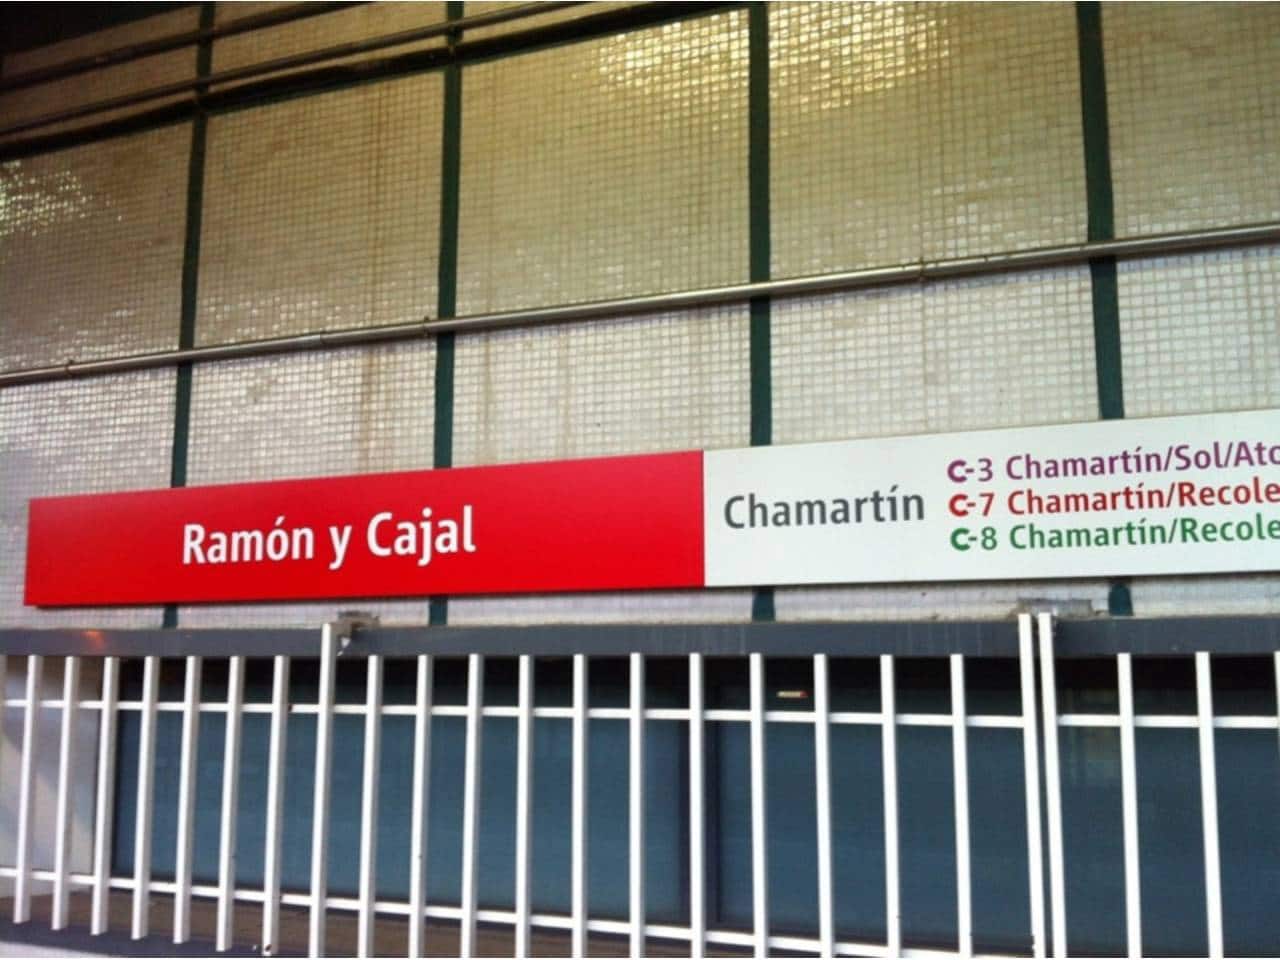 Ramón y Cajal
Chamartín
C-3 Chamartín/Sol/Ato
C-7 Chamartín/Recole
C-8 Chamartín/Recole